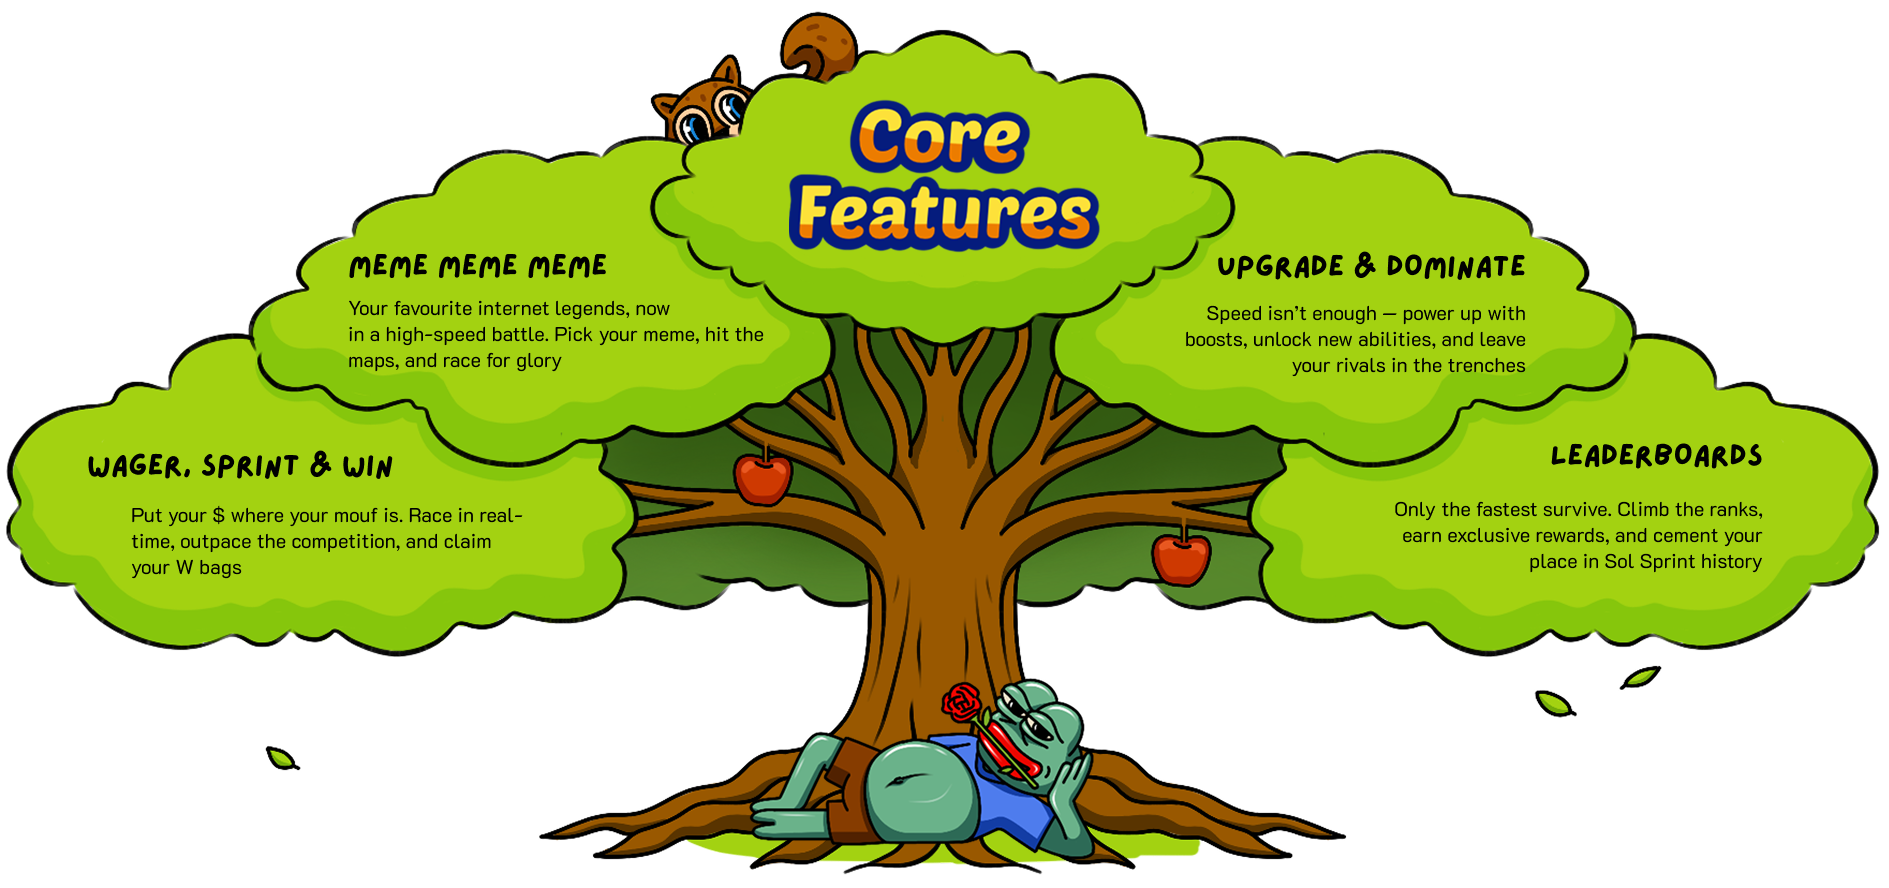 Core
Features
MEME MEME MEME
Your favourite internet legends, now
in a high-speed battle. Pick your meme, hit the
maps, and race for glory
UPGRADE & DOMINATE
Speed isn’t enough — power up with
boosts, unlock new abilities, and leave
your rivals in the trenches
WAGER, SPRINT & WIN
Put your $ where your mouf is. Race in real-
time, outpace the competition, and claim
your W bags
LEADERBOARDS
Only the fastest survive. Climb the ranks,
earn exclusive rewards, and cement your
place in Sol Sprint history